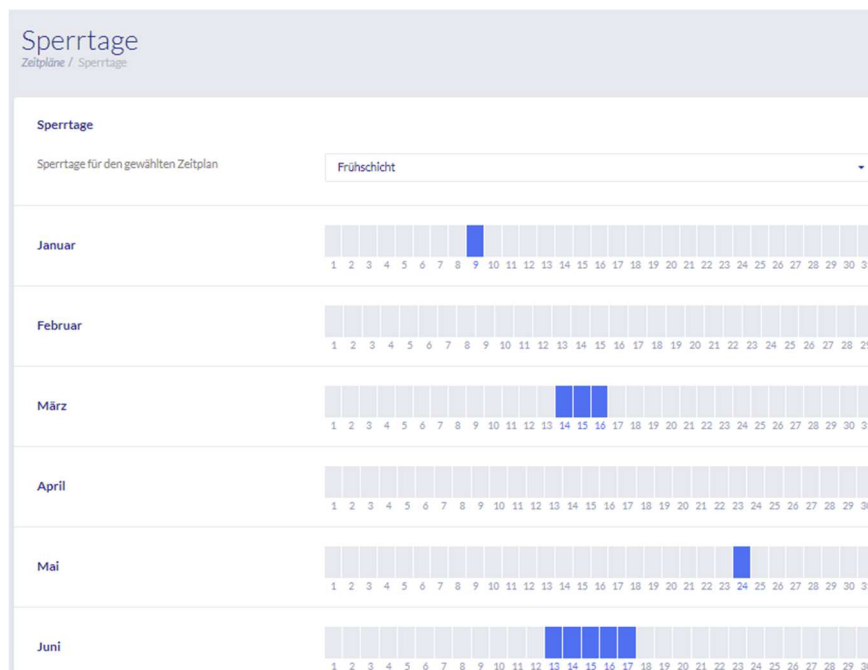 Sperrtage
Zeitpläne / Sperrtage
Sperrtage
Sperrtage für den gewählten Zeitplan
Frühschicht
Januar
1 2 3 4 5 6 7 8 9 10 11 12 13 14 15 16 17 18 19 20 21 22 23 24 25 26 27 28 29 30
Februar
1 2 3 4 5 6 7 8 9 10 11 12 13 14 15 16 17 18 19 20 21 22 23 24 25 26 27 28
März
1 2 3 4 5 6 7 8 9 10 11 12 13 14 15 16 17 18 19 20 21 22 23 24 25 26 27 28 29 30
April
1 2 3 4 5 6 7 8 9 10 11 12 13 14 15 16 17 18 19 20 21 22 23 24 25 26 27 28 29
Mai
1 2 3 4 5 6 7 8 9 10 11 12 13 14 15 16 17 18 19 20 21 22 23 24 25 26 27 28 29 30
Juni
1 2 3 4 5 6 7 8 9 10 11 12 13 14 15 16 17 18 19 20 21 22 23 24 25 26 27 28 29